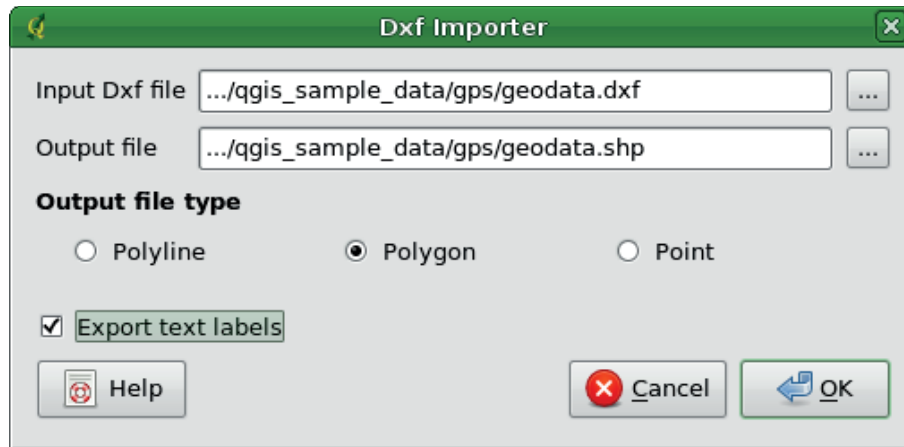 Dxf Importer
Input Dxf file .../qgis_sample_data/gps/geodata.dxf ...
Output file .../qgis_sample_data/gps/geodata.shp ...
Output file type
Polyline Polygon Point
Export text labels
Help Cancel OK